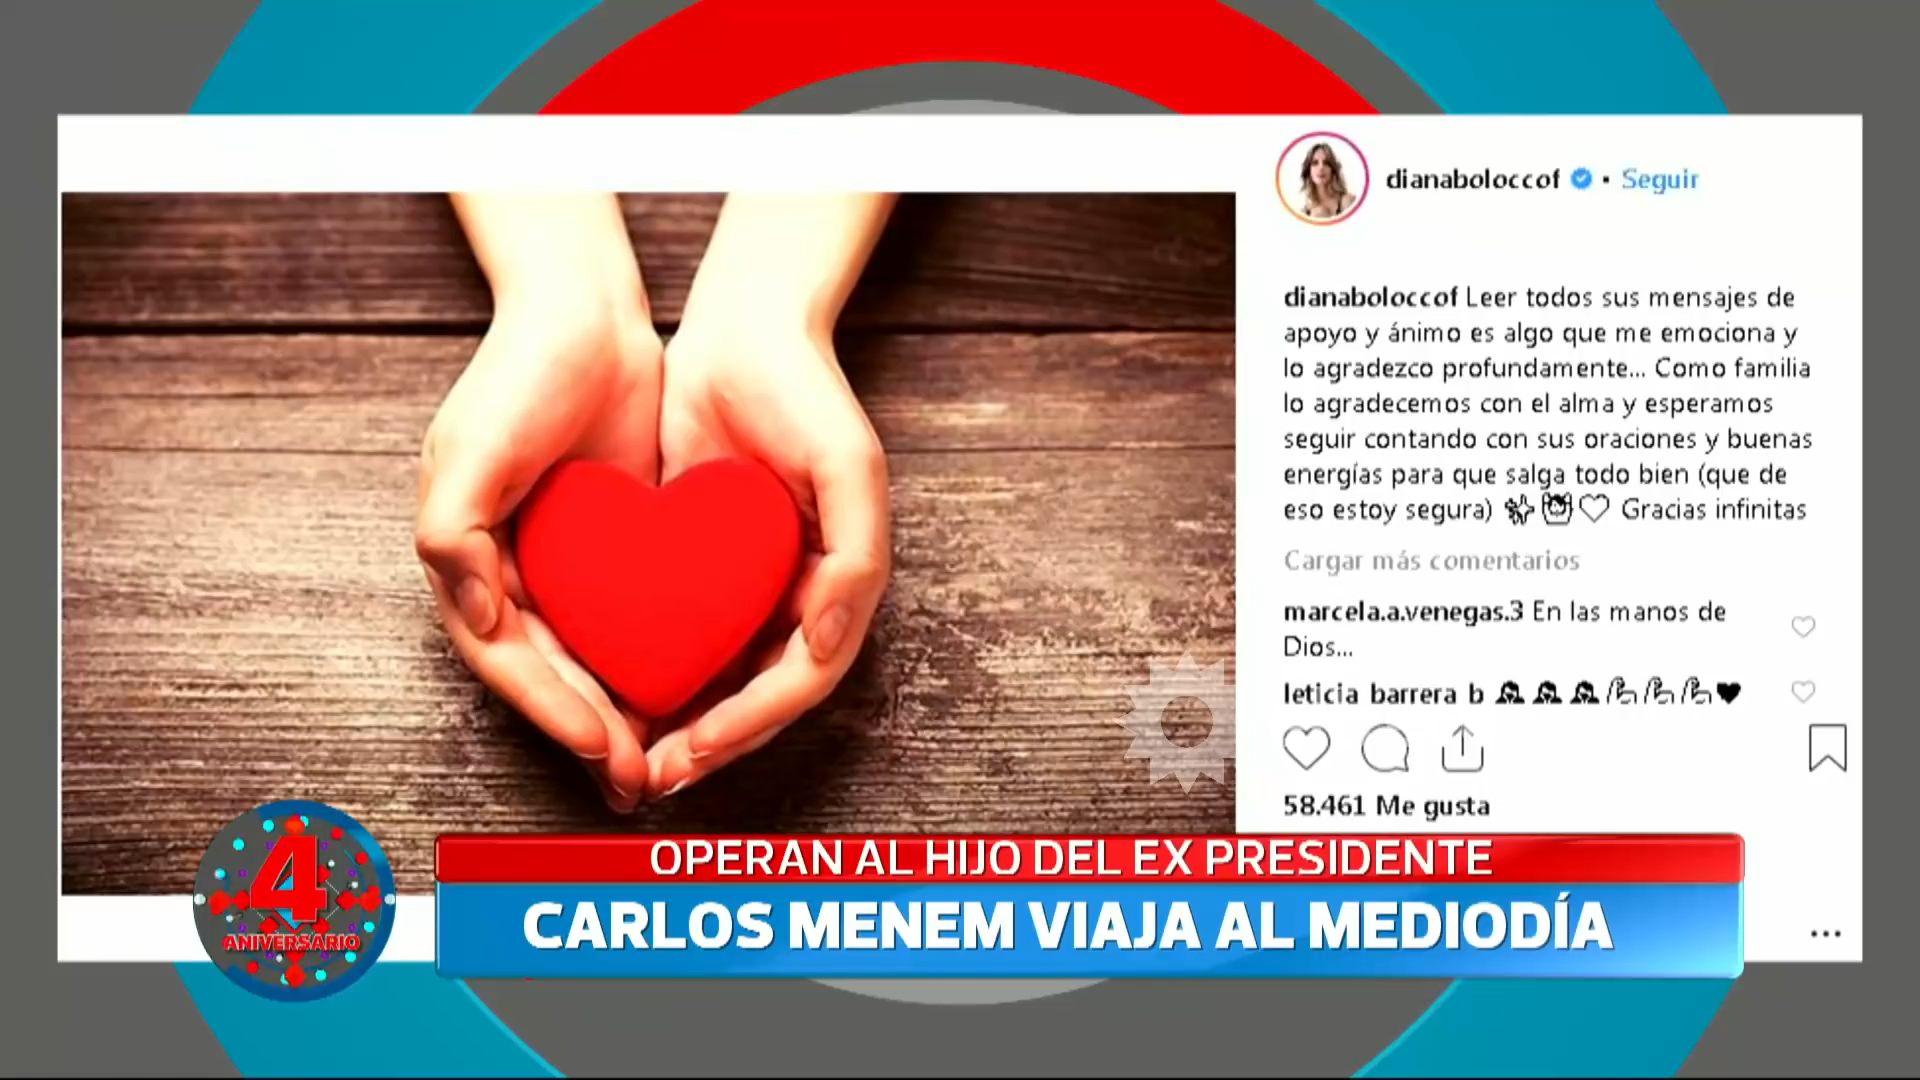 dianaboloccof • Seguir
dianaboloccof Leer todos sus mensajes de
apoyo y ánimo es algo que me emociona y
lo agradezco profundamente... Como familia
lo agradecemos con el alma y esperamos
seguir contando con sus oraciones y buenas
energías para que salga todo bien (que de
eso estoy segura) Gracias infinitas
Cargar más comentarios
marcela.a.venegas.3 En las manos de
Dios...
leticia barrera b
58.461 Me gusta
4
ANIVERSARIO
OPERAN AL HIJO DEL EX PRESIDENTE
CARLOS MENEM VIAJA AL MEDIODÍA